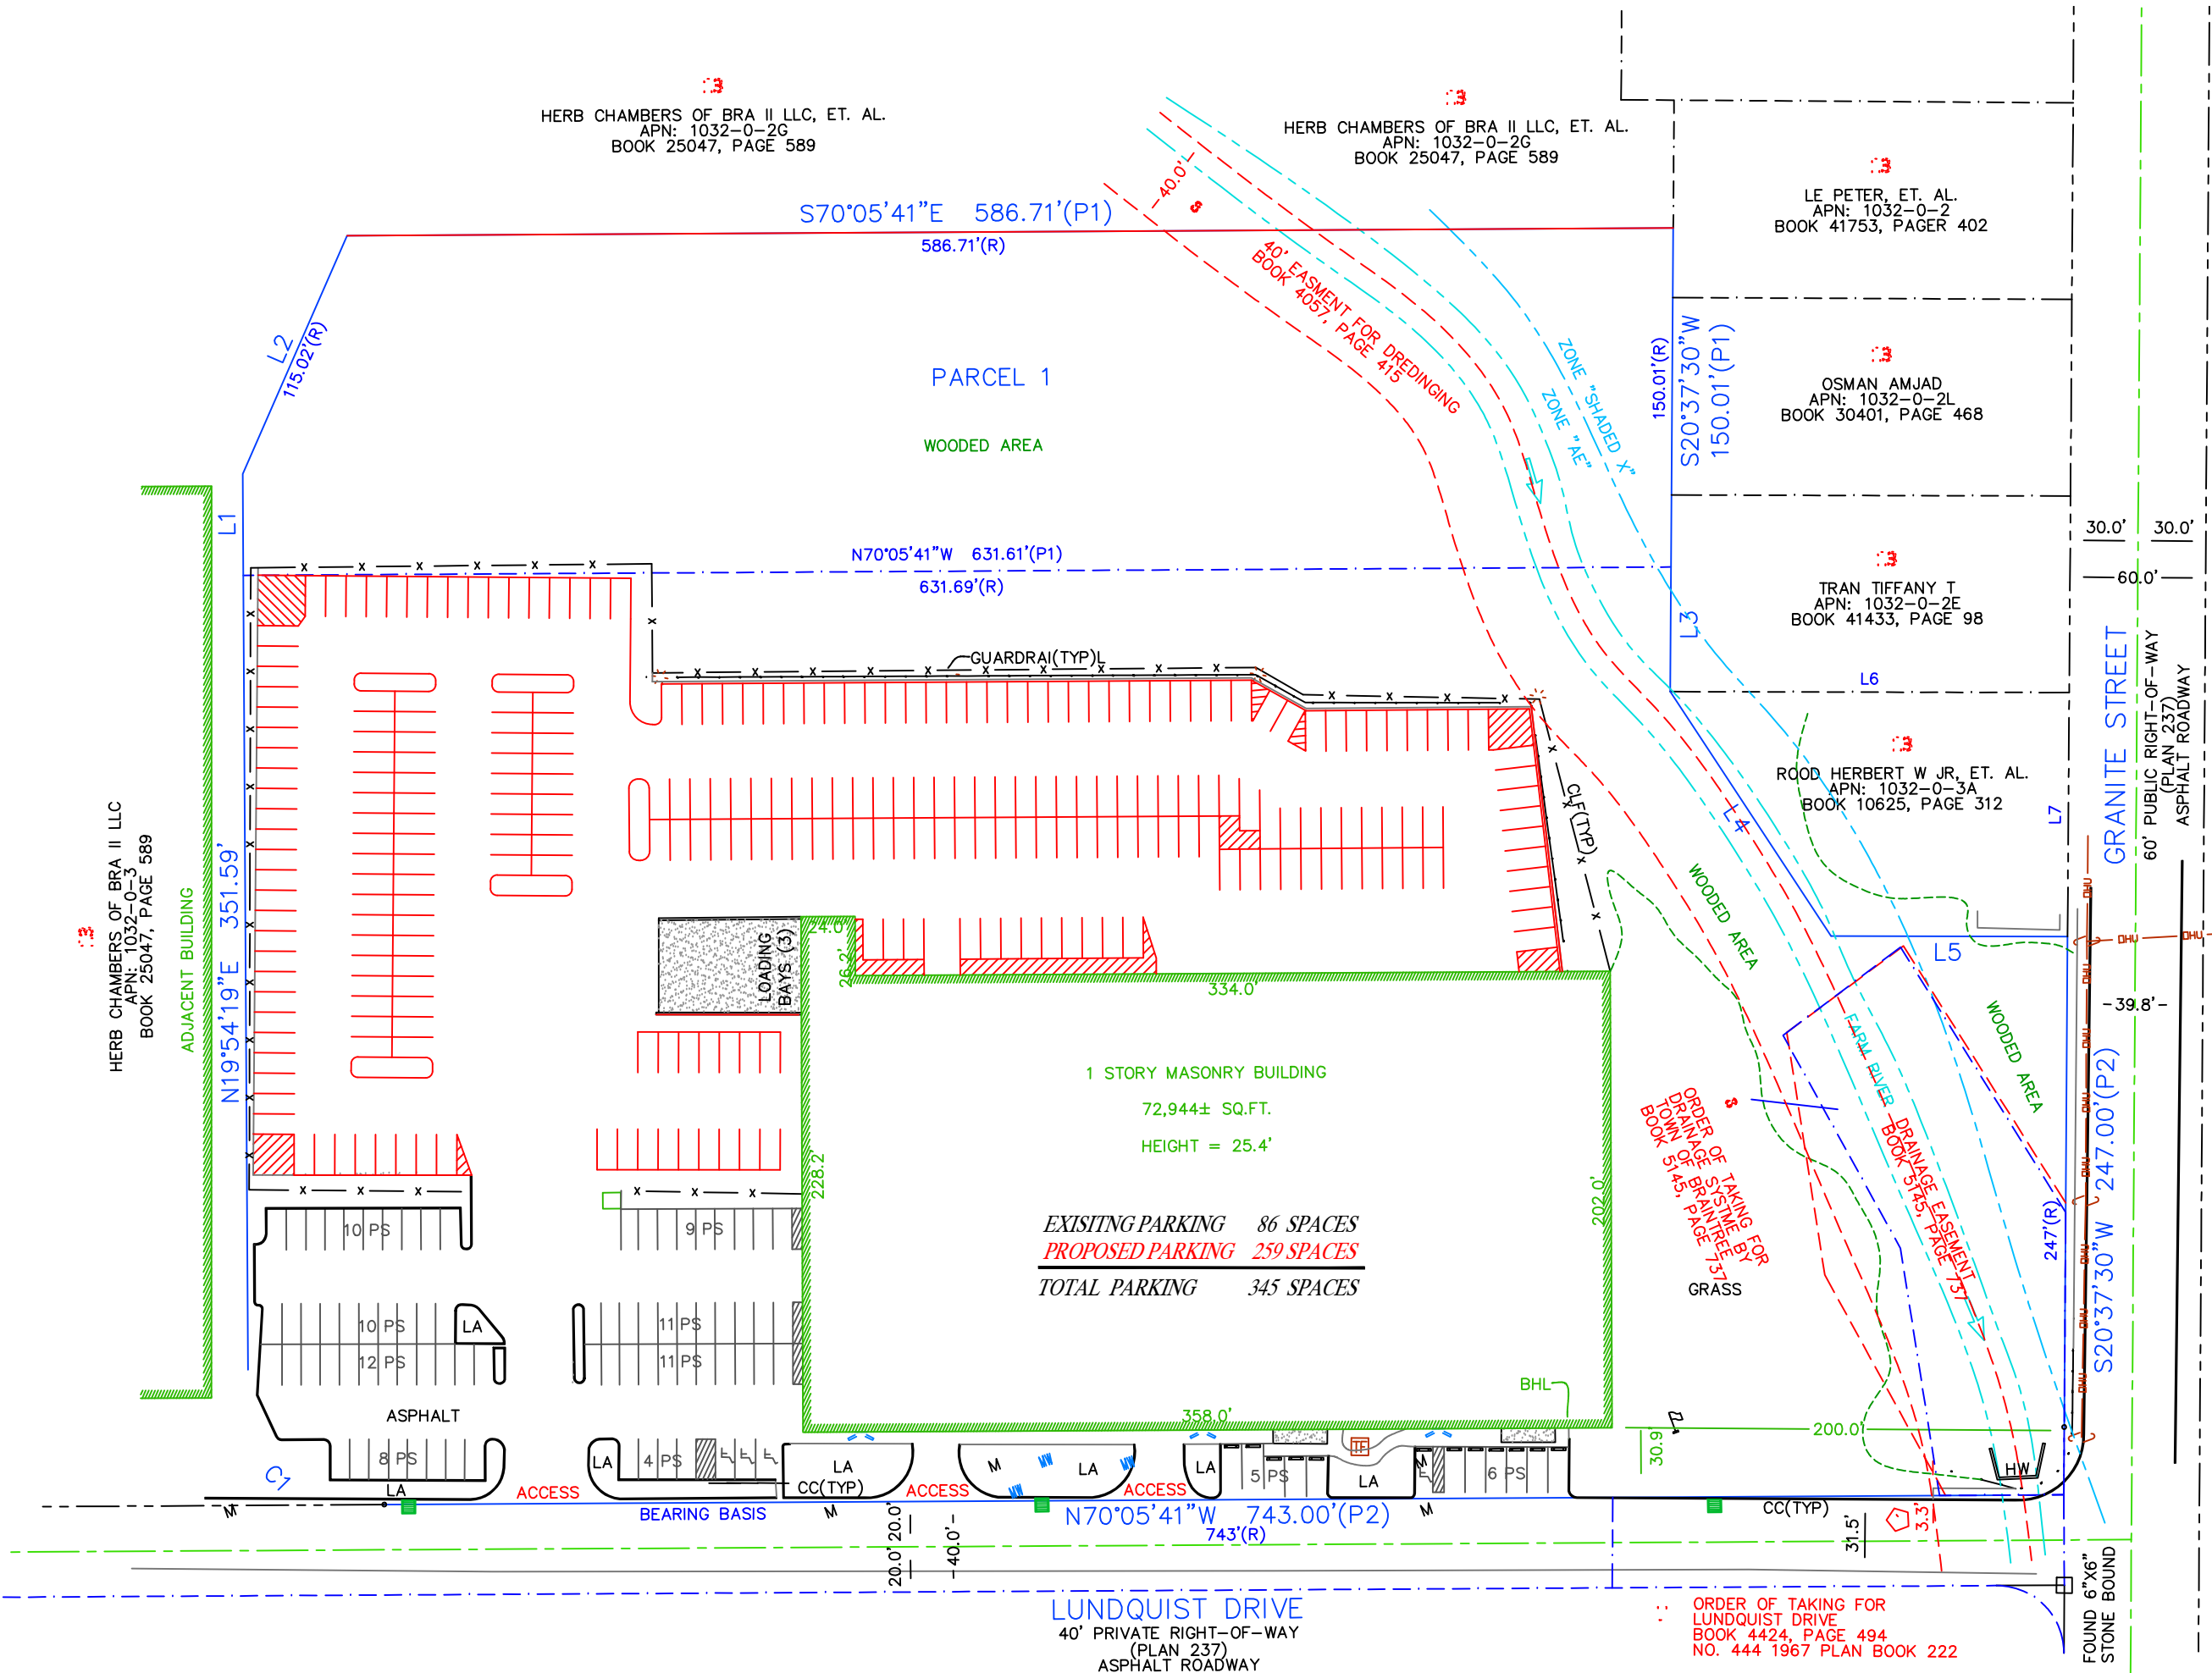 HERB CHAMBERS OF BRA II LLC, ET. AL.
APN: 1032-0-2G
BOOK 25047, PAGE 589
HERB CHAMBERS OF BRA II LLC, ET. AL.
APN: 1032-0-2G
BOOK 25047, PAGE 589
LE PETER, ET. AL.
APN: 1032-0-2
BOOK 41753, PAGER 402
S70°05'41"E 586.71'(P1)
586.71'(R)
40.0'
40' EASMENT FOR DREDINGING
BOOK 4057, PAGE 415
L2
115.02'(R)
PARCEL 1
WOODED AREA
ZONE "SHADED X"
ZONE "AE"
150.01'(R)
S20°37'30"W
150.01'(P1)
OSMAN AMJAD
APN: 1032-0-2L
BOOK 30401, PAGE 468
L1
N70°05'41"W 631.61'(P1)
631.69'(R)
30.0' 30.0'
60.0'
TRAN TIFFANY T
APN: 1032-0-2E
BOOK 41433, PAGE 98
L3
L6
GUARDRAI(TYP)L
GRANITE STREET
60' PUBLIC RIGHT-OF-WAY
(PLAN 237)
ASPHALT ROADWAY
ROOD HERBERT W JR, ET. AL.
APN: 1032-0-3A
BOOK 10625, PAGE 312
L7
L4
L5
CLF(TYP)
HERB CHAMBERS OF BRA II LLC
APN: 1032-0-3
BOOK 25047, PAGE 589
ADJACENT BUILDING
N19°54'19"E 351.59'
LOADING
BAYS (3)
24.0'
26.2'
334.0'
WOODED AREA
WOODED AREA
OHU
OHU
OHU
OHU
OHU
OHU
OHU
OHU
OHU
OHU
39.8'
FARM RIVER
1 STORY MASONRY BUILDING
72,944± SQ.FT.
HEIGHT = 25.4'
228.2'
202.0'
EXISITNG PARKING 86 SPACES
PROPOSED PARKING 259 SPACES
TOTAL PARKING 345 SPACES
ORDER OF TAKING FOR
DRAINAGE SYSTME BY
TOWN OF BRAINTREE
BOOK 5145, PAGE 737
DRAINAGE EASEMENT
BOOK 5145, PAGE 737
GRASS
247'(R)
S20°37'30"W 247.00'(P2)
10 PS
9 PS
10 PS
LA
11 PS
12 PS
11 PS
ASPHALT
BHL
358.0'
200.0'
30.9'
8 PS
LA
LA
4 PS
LA
M
LA
LA
TF
5 PS
LA
M
6 PS
HW
C1
ACCESS
CC(TYP)
ACCESS
ACCESS
MW
MW
MW
M
M
M
BEARING BASIS
N70°05'41"W 743.00'(P2)
743'(R)
CC(TYP)
31.5'
3.3'
20.0' 20.0'
40.0'
LUNDQUIST DRIVE
40' PRIVATE RIGHT-OF-WAY
(PLAN 237)
ASPHALT ROADWAY
ORDER OF TAKING FOR
LUNDQUIST DRIVE
BOOK 4424, PAGE 494
NO. 444 1967 PLAN BOOK 222
FOUND 6"X6"
STONE BOUND